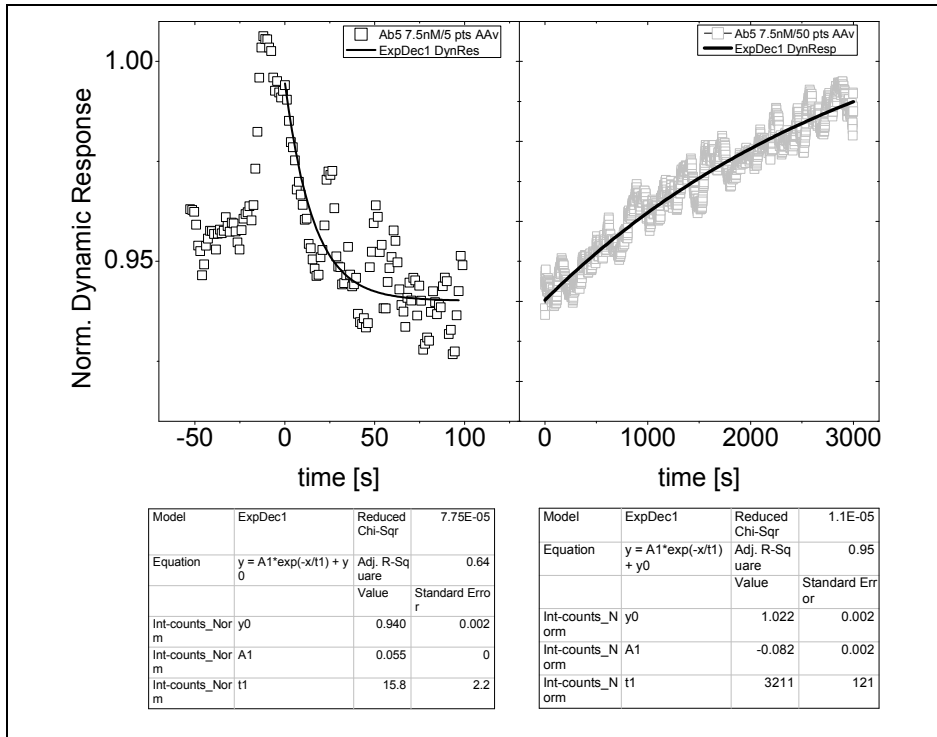 Norm. Dynamic Response
1.00
0.95
Ab5 7.5nM/5 pts AAv
ExpDec1 DynRes
-50 0 50 100
time [s]
Ab5 7.5nM/50 pts AAv
ExpDec1 DynResp
0 1000 2000 3000
time [s]
Model ExpDec1 Reduced 7.75E-05
Chi-Sqr
Equation y = A1*exp(-x/t1) + y Adj. R-Sq 0.64
0 uare
Value Standard Erro
r
Int-counts_Nor y0 0.940 0.002
m
Int-counts_Nor A1 0.055 0
m
Int-counts_Nor t1 15.8 2.2
m
Model ExpDec1 Reduced 1.1E-05
Chi-Sqr
Equation y = A1*exp(-x/t1) Adj. R-Sq 0.95
+ y0 uare
Value Standard Err
or
Int-counts_N y0 1.022 0.002
orm
Int-counts_N A1 -0.082 0.002
orm
Int-counts_N t1 3211 121
orm